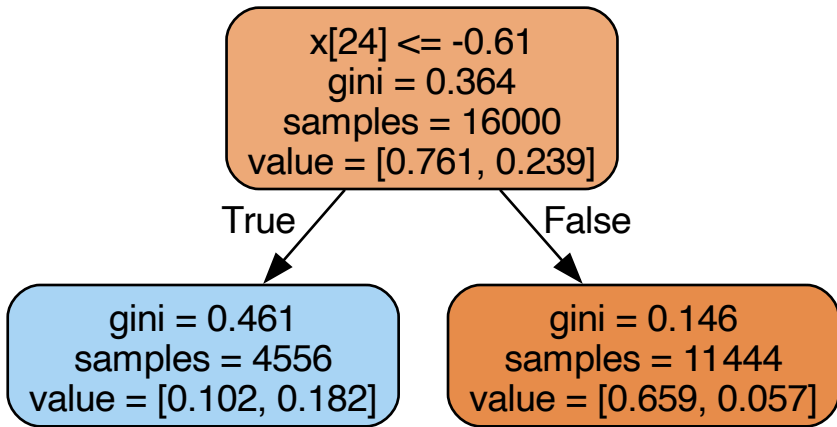 x[24] <= -0.61
gini = 0.364
samples = 16000
value = [0.761, 0.239]
True
False
gini = 0.461
samples = 4556
value = [0.102, 0.182]
gini = 0.146
samples = 11444
value = [0.659, 0.057]